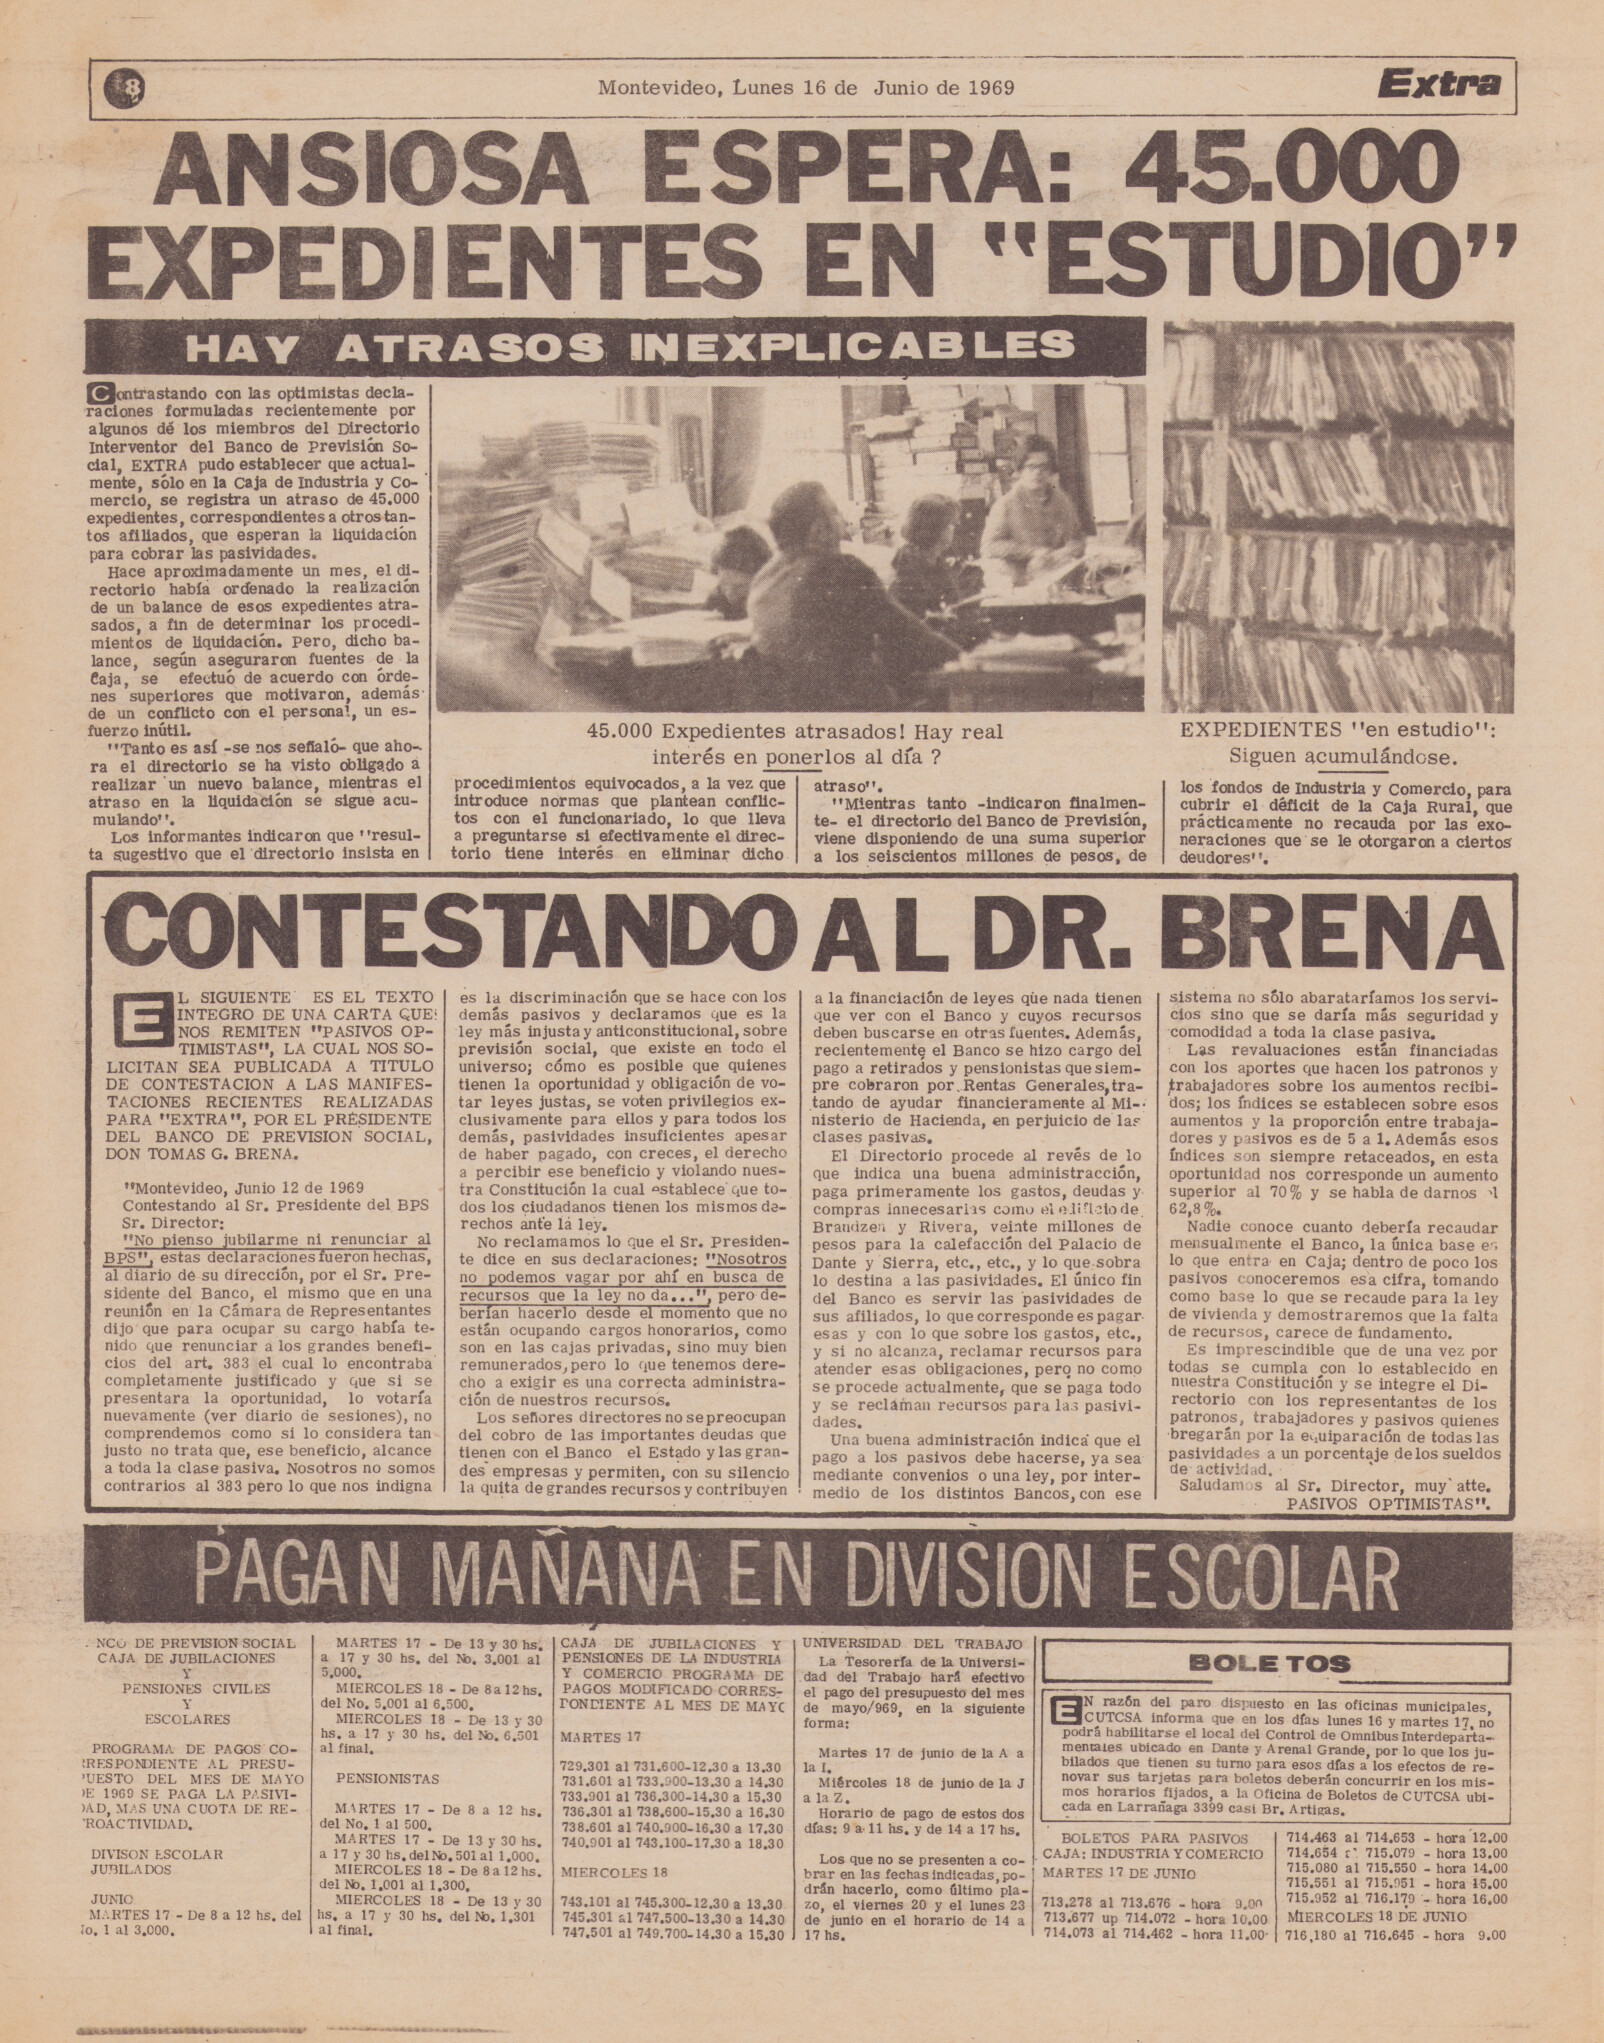 8
Montevideo, Lunes 16 de Junio de 1969
Extra
ANSIOSA ESPERA: 45.000
EXPEDIENTES EN "ESTUDIO"
HAY ATRASOS INEXPLICABLES
Contrastando con las optimistas decla-
raciones formuladas recientemente por
algunos dé los miembros del Directorio
Interventor del Banco de Previsión So-
cial, EXTRA pudo establecer que actual-
mente, sólo en la Caja de Industria y Co-
mercio, se registra un atraso de 45.000
expedientes, correspondientes a otros tan-
tos afiliados, que esperan la liquidación
para cobrar las pasividades.
Hace aproximadamente un mes, el di-
rectorio había ordenado la realización
de un balance de esos expedientes atra-
sados, a fin de determinar los procedi-
mientos de liquidación. Pero, dicho ba-
lance, según aseguraron fuentes de la
Caja, se efectuó de acuerdo con órde-
nes superiores que motivaron, además
de un conflicto con el personal, un es-
fuerzo inútil.
"Tanto es así -se nos señaló- que aho-
ra el directorio se ha visto obligado a
realizar un nuevo balance, mientras el
atraso en la liquidación se sigue acu-
mulando".
Los informantes indicaron que "resul-
ta sugestivo que el directorio insista en
45.000 Expedientes atrasados! Hay real
interés en ponerlos al día ?
EXPEDIENTES "en estudio":
Siguen acumulándose.
procedimientos equivocados, a la vez que
introduce normas que plantean conflic-
tos con el funcionariado, lo que lleva
a preguntarse si efectivamente el direc-
torio tiene interés en eliminar dicho
atraso".
"Mientras tanto -indicaron finalmen-
te- el directorio del Banco de Previsión,
viene disponiendo de una suma superior
a los seiscientos millones de pesos, de
los fondos de Industria y Comercio, para
cubrir el déficit de la Caja Rural, que
prácticamente no recauda por las exo-
neraciones que se le otorgaron a ciertos
deudores".
CONTESTANDO AL DR. BRENA
EL SIGUIENTE ES EL TEXTO
INTEGRO DE UNA CARTA QUE
NOS REMITEN "PASIVOS OP-
TIMISTAS", LA CUAL NOS SO-
LICITAN SEA PUBLICADA A TITULO
DE CONTESTACION A LAS MANIFES-
TACIONES RECIENTES REALIZADAS
PARA "EXTRA", POR EL PRESIDENTE
DEL BANCO DE PREVISION SOCIAL,
DON TOMAS G. BRENA.
"Montevideo, Junio 12 de 1969
Contestando al Sr. Presidente del BPS
Sr. Director:
"No pienso jubilarme ni renunciar al
BPS", estas declaraciones fueron hechas,
al diario de su dirección, por el Sr. Pre-
sidente del Banco, el mismo que en una
reunión en la Cámara de Representantes
dijo que para ocupar su cargo había te-
nido que renunciar a los grandes benefi-
cios del art. 383 el cual lo encontraba
completamente justificado y que si se
presentara la oportunidad, lo votaría
nuevamente (ver diario de sesiones), no
comprendemos como si lo considera tan
justo no trata que, ese beneficio, alcance
a toda la clase pasiva. Nosotros no somos
contrarios al 383 pero lo que nos indigna
es la discriminación que se hace con los
demás pasivos y declaramos que es la
ley más injusta y anticonstitucional, sobre
previsión social, que existe en todo el
universo; cómo es posible que quienes
tienen la oportunidad y obligación de vo-
tar leyes justas, se voten privilegios ex-
clusivamente para ellos y para todos los
demás, pasividades insuficientes apesar
de haber pagado, con creces, el derecho
a percibir ese beneficio y violando nues-
tra Constitución la cual establece que to-
dos los ciudadanos tienen los mismos de-
rechos ante lá ley.
No reclamamos lo que el Sr. Presiden-
te dice en sus declaraciones: "Nosotros
no podemos vagar por ahí en busca de
recursos que la ley no da...", pero de-
berían hacerlo desde el momento que no
están ocupando cargos honorarios, como
son en las cajas privadas, sino muy bien
remunerados, pero lo que tenemos dere-
cho a exigir es una correcta administra-
ción de nuestros recursos.
Los señores directores no se preocupan
del cobro de las importantes deudas que
tienen con el Banco el Estado y las gran-
des empresas y permiten, con su silencio
la quita de grandes recursos y contribuyen
a la financiación de leyes que nada tienen
que ver con el Banco y cuyos recursos
deben buscarse en otras fuentes. Además,
recientemente el Banco se hizo cargo del
pago a retirados y pensionistas que siem-
pre cobraron por Rentas Generales, tra-
tando de ayudar financieramente al Mi-
nisterio de Hacienda, en perjuicio de las
clases pasivas.
El Directorio procede al revés de lo
que indica una buena administracción,
paga primeramente los gastos, deudas y
compras innecesarias como el edificio de
Brandzen y Rivera, veinte millones de
pesos para la calefacción del Palacio de
Dante y Sierra, etc., etc., y lo que sobra
lo destina a las pasividades. El único fin
del Banco es servir las pasividades de
sus afiliados, lo que corresponde es pagar
esas y con lo que sobre los gastos, etc.,
y si no alcanza, reclamar recursos para
atender esas obligaciones, pero no como
se procede actualmente, que se paga todo
y se reclaman recursos para las pasivi-
dades.
Una buena administración indica que el
pago a los pasivos debe hacerse, ya sea
mediante convenios o una ley, por inter-
medio de los distintos Bancos, con ese
sistema no sólo abarataríamos los servi-
cios sino que se daría más seguridad y
comodidad a toda la clase pasiva.
Las revaluaciones están financiadas
con los aportes que hacen los patronos y
trabajadores sobre los aumentos recibi-
dos; los índices se establecen sobre esos
aumentos y la proporción entre trabaja-
dores y pasivos es de 5 a 1. Además esos
índices son siempre retaceados, en esta
oportunidad nos corresponde un aumento
superior al 70% y se habla de darnos
62,8%.
Nadie conoce cuanto debería recaudar
mensualmente el Banco, la única base es
lo que entra en Caja; dentro de poco los
pasivos conoceremos esa cifra, tomando
como base lo que se recaude para la ley
de vivienda y demostraremos que la falta
de recursos, carece de fundamento.
Es imprescindible que de una vez por
todas se cumpla con lo establecido en
nuestra Constitución y se integre el Di-
rectorio con los representantes de los
patronos, trabajadores y pasivos quienes
bregarán por la equiparación de todas las
pasividades a un porcentaje de los sueldos
de actividad.
Saludamos al Sr. Director, muy atte.
PASIVOS OPTIMISTAS".
PAGAN MAÑANA EN DIVISION ESCOLAR
NCO DE PREVISION SOCIAL
CAJA DE JUBILACIONES
Y
PENSIONES CIVILES
Y
ESCOLARES
PROGRAMA DE PAGOS CO-
RRESPONDIENTE AL PRESU-
PUESTO DEL MES DE MAYO
DE 1969 SE PAGA LA PASIVI-
DAD, MAS UNA CUOTA DE RE-
TROACTIVIDAD.
DIVISON ESCOLAR
JUBILADOS
JUNIO
MARTES 17 - De 8 a 12 hs. del
No. 1 al 3.000.
MARTES 17 - De 13 y 30 hs.
a 17 y 30 hs. del No. 3.001 al
5.000.
MIERCOLES 18 - De 8 a 12 hs.
del No. 5.001 al 6.500.
MIERCOLES 18 - De 13 y 30
hs. a 17 y 30 hs. del No. 6.501
al final.
PENSIONISTAS
MARTES 17 - De 8 a 12 hs.
del No. 1 al 500.
MARTES 17 - De 13 y 30 hs.
a 17 y 30 hs. del No. 501 al 1.000.
MIERCOLES 18 - De 8 a 12 hs.
del No. 1.001 al 1.300.
MIERCOLES 18 - De 13 y 30
hs. a 17 y 30 hs. del No. 1.301
al final.
CAJA DE JUBILACIONES Y
PENSIONES DE LA INDUSTRIA
Y COMERCIO PROGRAMA DE
PAGOS MODIFICADO CORRES-
PONDIENTE AL MES DE MAYO
MARTES 17
729.301 al 731.600-12.30 a 13.30
731.601 al 733.900-13.30 a 14.30
733.901 al 736.300-14.30 a 15.30
736.301 al 738.600-15.30 a 16.30
738.601 al 740.900-16.30 a 17.30
740.901 al 743.100-17.30 a 18.30
MIERCOLES 18
743.101 al 745.300-12.30 a 13.30
745.301 al 747.500-13.30 a 14.30
747.501 al 749.700-14.30 a 15.30
UNIVERSIDAD DEL TRABAJO
La Tesorería de la Universi-
dad del Trabajo hará efectivo
el pago del presupuesto del mes
de mayo/969, en la siguiente
forma:
Martes 17 de junio de la A a
la I.
Miércoles 18 de junio de la J
a la Z.
Horario de pago de estos dos
días: 9 a 11 hs. y de 14 a 17 hs.
Los que no se presenten a co-
brar en las fechas indicadas, po-
drán hacerlo, como último pla-
zo, el viernes 20 y el lunes 23
de junio en el horario de 14 a
17 hs.
BOLETOS
EN razón del paro dispuesto en las oficinas municipales,
CUTCSA informa que en los días lunes 16 y martes 17, no
podrá habilitarse el local del Control de Omnibus Interdeparta-
mentales ubicado en Dante y Arenal Grande, por lo que los ju-
bilados que tienen su turno para esos días a los efectos de re-
novar sus tarjetas para boletos deberán concurrir en los mis-
mos horarios fijados, a la Oficina de Boletos de CUTCSA ubi-
cada en Larrañaga 3399 casi Br. Artigas.
BOLETOS PARA PASIVOS
CAJA: INDUSTRIA Y COMERCIO
MARTES 17 DE JUNIO
713.278 al 713.676 - hora 9.00
713.677 up 714.072 - hora 10.00
714.073 al 714.462 - hora 11.00
714.463 al 714.653 - hora 12.00
714.654 715.079 - hora 13.00
715.080 al 715.550 - hora 14.00
715.551 al 715.951 - hora 15.00
715.952 al 716.179 - hora 16.00
MIERCOLES 18 DE JUNIO
716,180 al 716.645 - hora 9.00